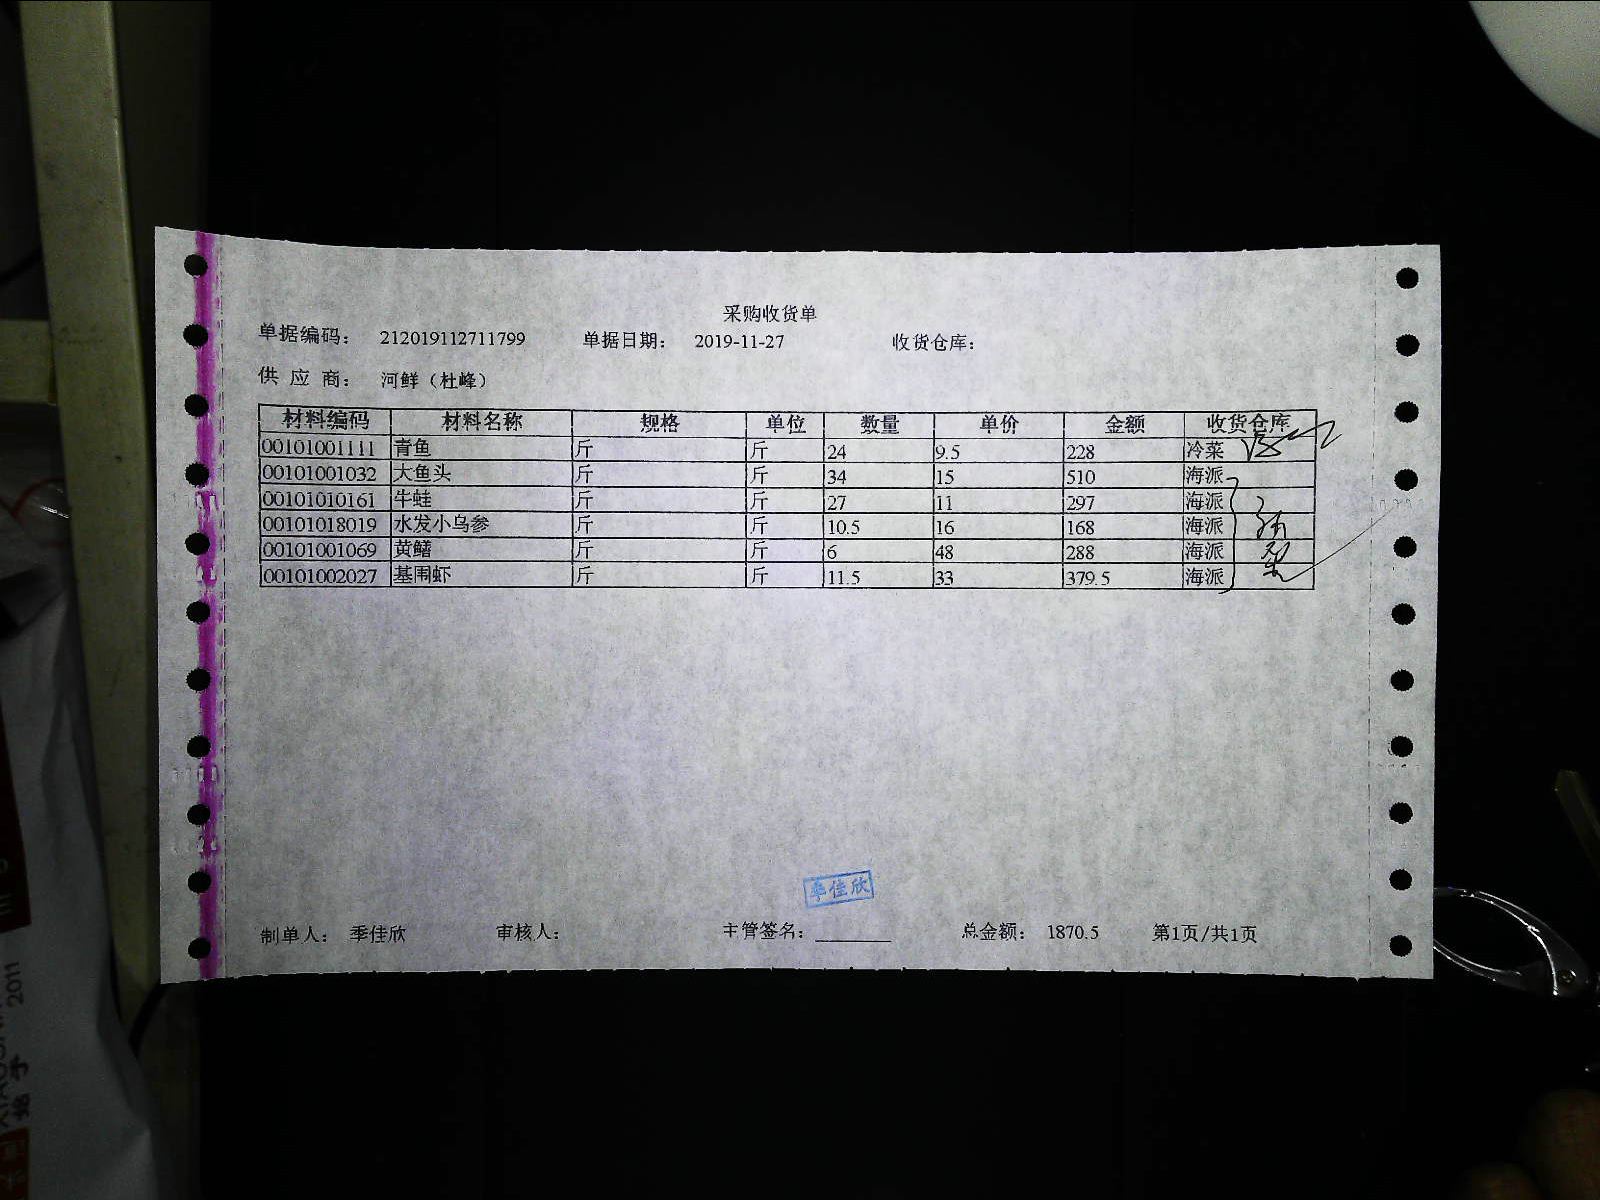 采购收货单
单据编码： 212019112711799 单据日期： 2019-11-27 收货仓库：
供 应 商： 河鲜（杜峰）
材料编码 材料名称 规格 单位 数量 单价 金额 收货仓库
00101001111 青鱼 斤 斤 24 9.5 228 冷菜
00101001032 大鱼头 斤 斤 34 15 510 海派
00101010161 牛蛙 斤 斤 27 11 297 海派
00101018019 水发小乌参 斤 斤 10.5 16 168 海派
00101001069 黄鳝 斤 斤 6 48 288 海派
00101002027 基围虾 斤 斤 11.5 33 379.5 海派
季佳欣
制单人： 季佳欣 审核人： 主管签名： 总金额： 1870.5 第1页/共1页
2011